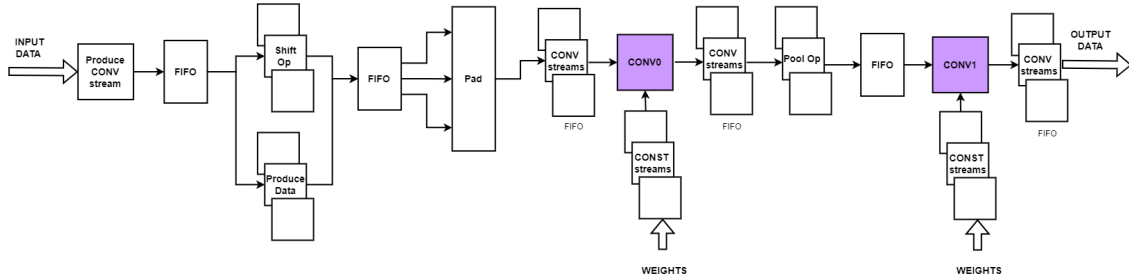 INPUT
DATA
Produce
CONV
stream
FIFO
Shift
Op
Produce
Data
FIFO
Pad
CONV
streams
FIFO
CONV0
CONST
streams
WEIGHTS
CONV
streams
FIFO
Pool Op
FIFO
CONV1
CONST
streams
WEIGHTS
CONV
streams
FIFO
OUTPUT
DATA